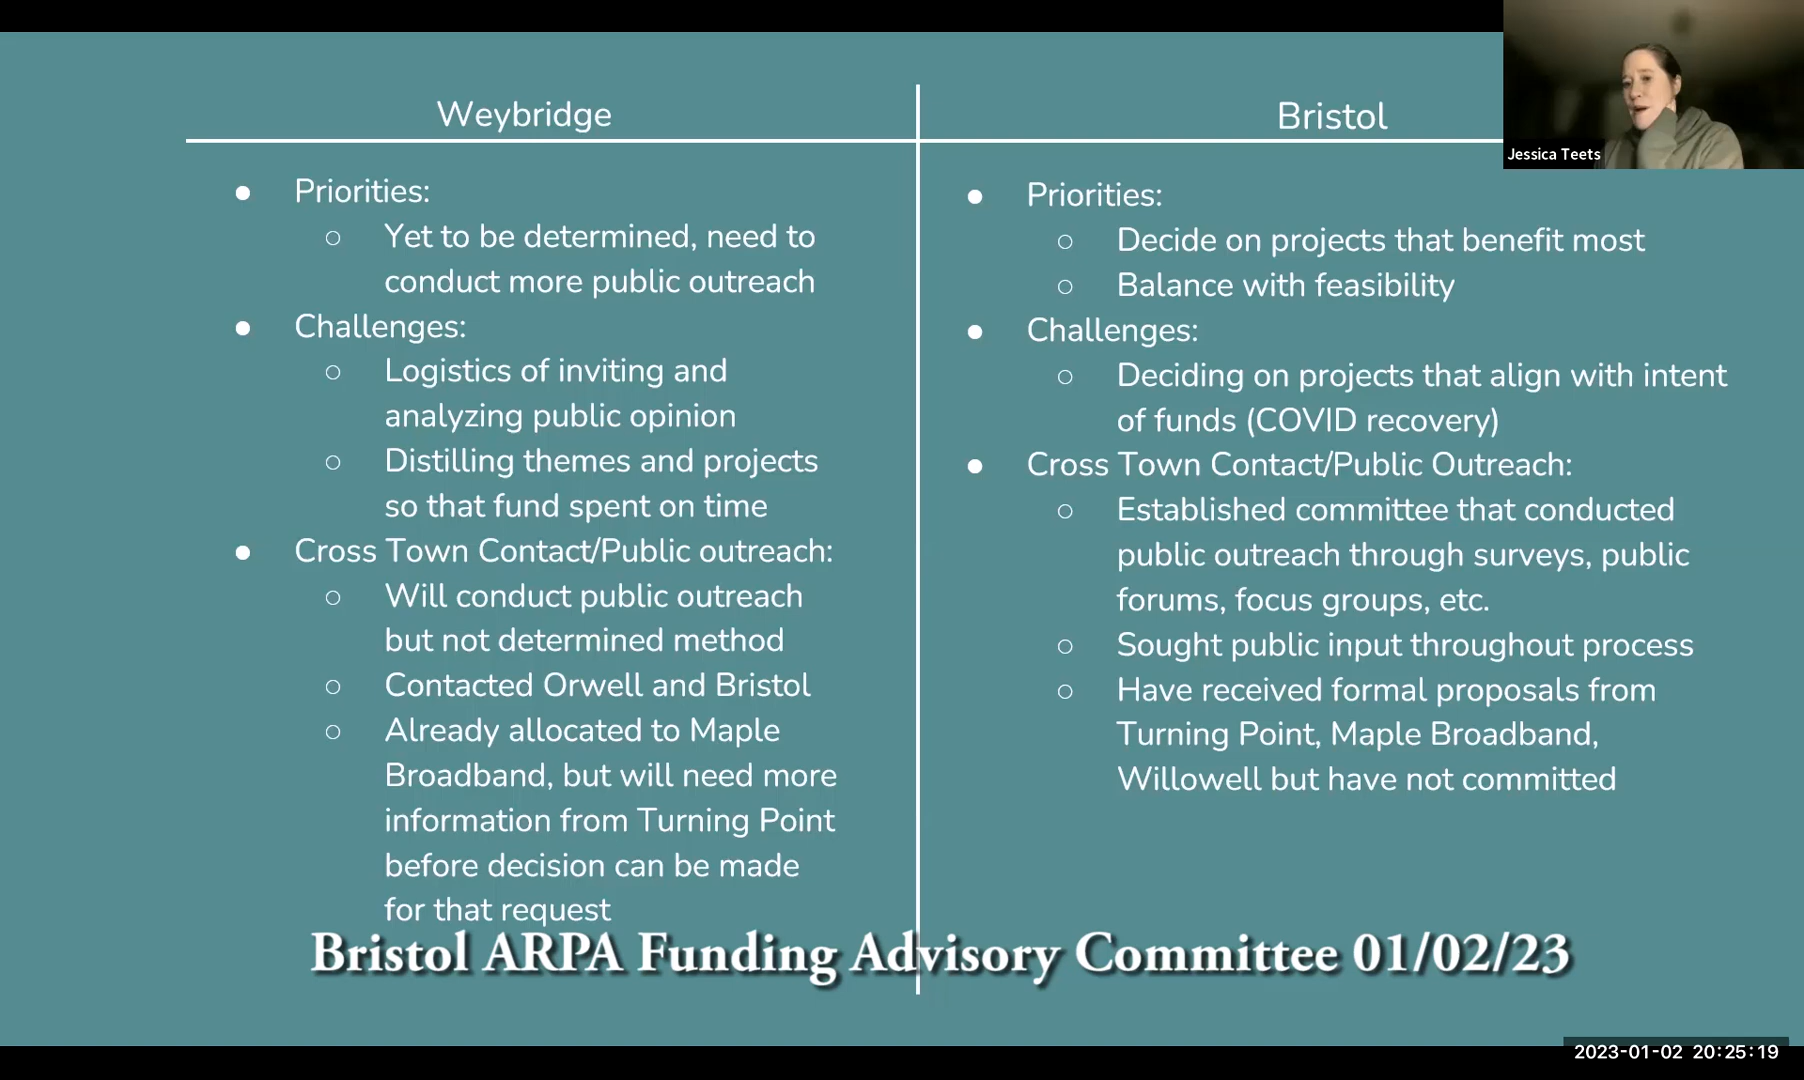 Weybridge
● Priorities:
○ Yet to be determined, need to
conduct more public outreach
● Challenges:
○ Logistics of inviting and
analyzing public opinion
○ Distilling themes and projects
so that fund spent on time
● Cross Town Contact/Public outreach:
○ Will conduct public outreach
but not determined method
○ Contacted Orwell and Bristol
○ Already allocated to Maple
Broadband, but will need more
information from Turning Point
before decision can be made
for that request
Bristol
● Priorities:
○ Decide on projects that benefit most
○ Balance with feasibility
● Challenges:
○ Deciding on projects that align with intent
of funds (COVID recovery)
● Cross Town Contact/Public Outreach:
○ Established committee that conducted
public outreach through surveys, public
forums, focus groups, etc.
○ Sought public input throughout process
○ Have received formal proposals from
Turning Point, Maple Broadband,
Willowell but have not committed
Jessica Teets
Bristol ARPA Funding Advisory Committee 01/02/23
2023-01-02 20:25:19